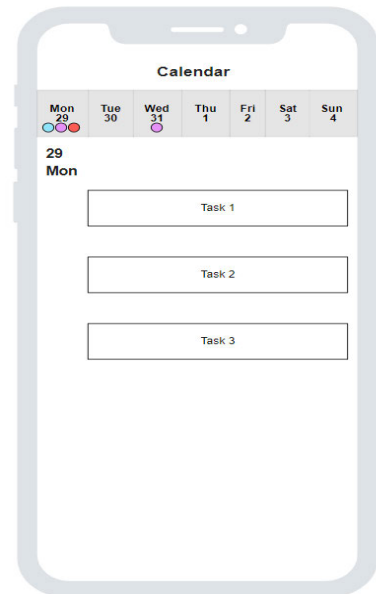 Calendar
Mon Tue Wed Thu Fri Sat Sun
29 30 31 1 2 3 4
29
Mon
Task 1
Task 2
Task 3